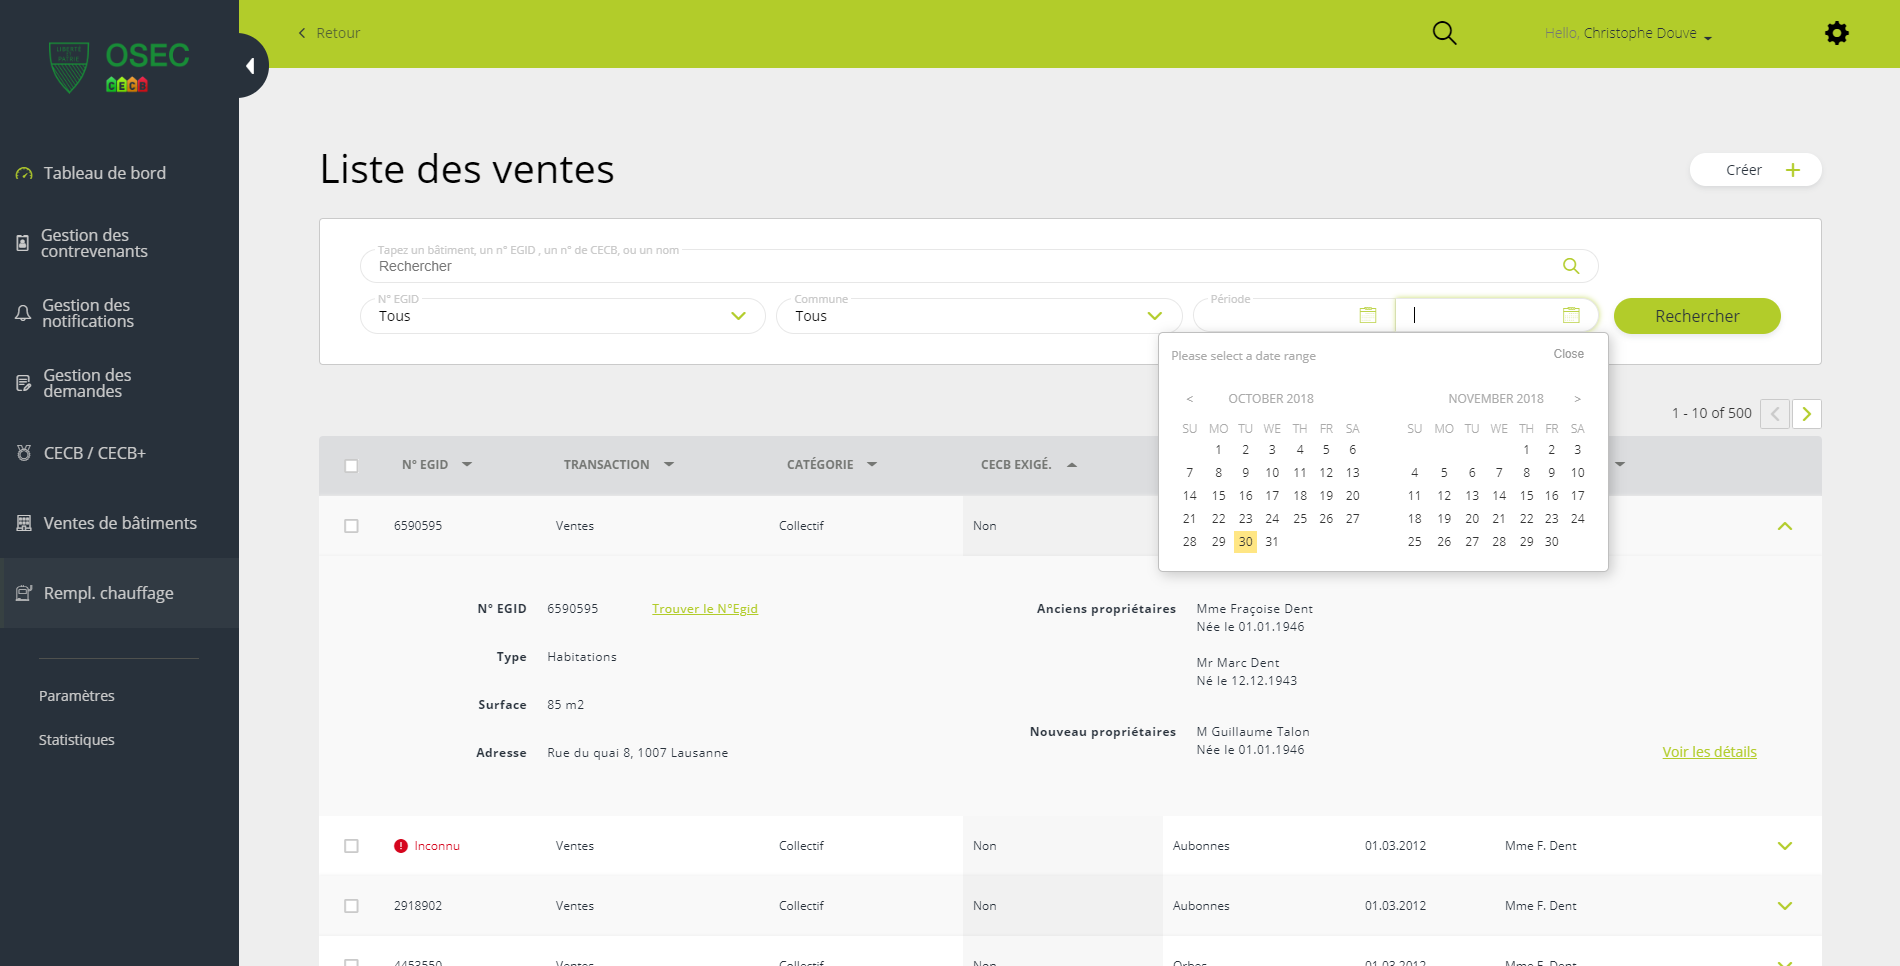 LIBERTÉ
ET
PATRIE
OSEC
CECB
Retour
Hello, Christophe Douve
Tableau de bord
Gestion des
contrevenants
Gestion des
notifications
Gestion des
demandes
CECB / CECB+
Ventes de bâtiments
Rempl. chauffage
Paramètres
Statistiques
Liste des ventes
Créer
Tapez un bâtiment, un n° EGID , un n° de CECB, ou un nom
Rechercher
N° EGID
Tous
Commune
Tous
Période
Rechercher
Please select a date range
Close
< OCTOBER 2018 NOVEMBER 2018 >
SU MO TU WE TH FR SA SU MO TU WE TH FR SA
1 2 3 4 5 6 1 2 3
7 8 9 10 11 12 13 4 5 6 7 8 9 10
14 15 16 17 18 19 20 11 12 13 14 15 16 17
21 22 23 24 25 26 27 18 19 20 21 22 23 24
28 29 30 31 25 26 27 28 29 30
1 - 10 of 500
N° EGID TRANSACTION CATÉGORIE CECB EXIGÉ.
6590595 Ventes Collectif Non
N° EGID 6590595 Trouver le N°Egid
Type Habitations
Surface 85 m2
Adresse Rue du quai 8, 1007 Lausanne
Anciens propriétaires Mme Fraçoise Dent
Née le 01.01.1946
Mr Marc Dent
Né le 12.12.1943
Nouveau propriétaires M Guillaume Talon
Née le 01.01.1946
Voir les détails
Inconnu Ventes Collectif Non Aubonnes 01.03.2012 Mme F. Dent
2918902 Ventes Collectif Non Aubonnes 01.03.2012 Mme F. Dent
4453550 Ventes Collectif Non Orbes 01.03.2012 Mme F. Dent